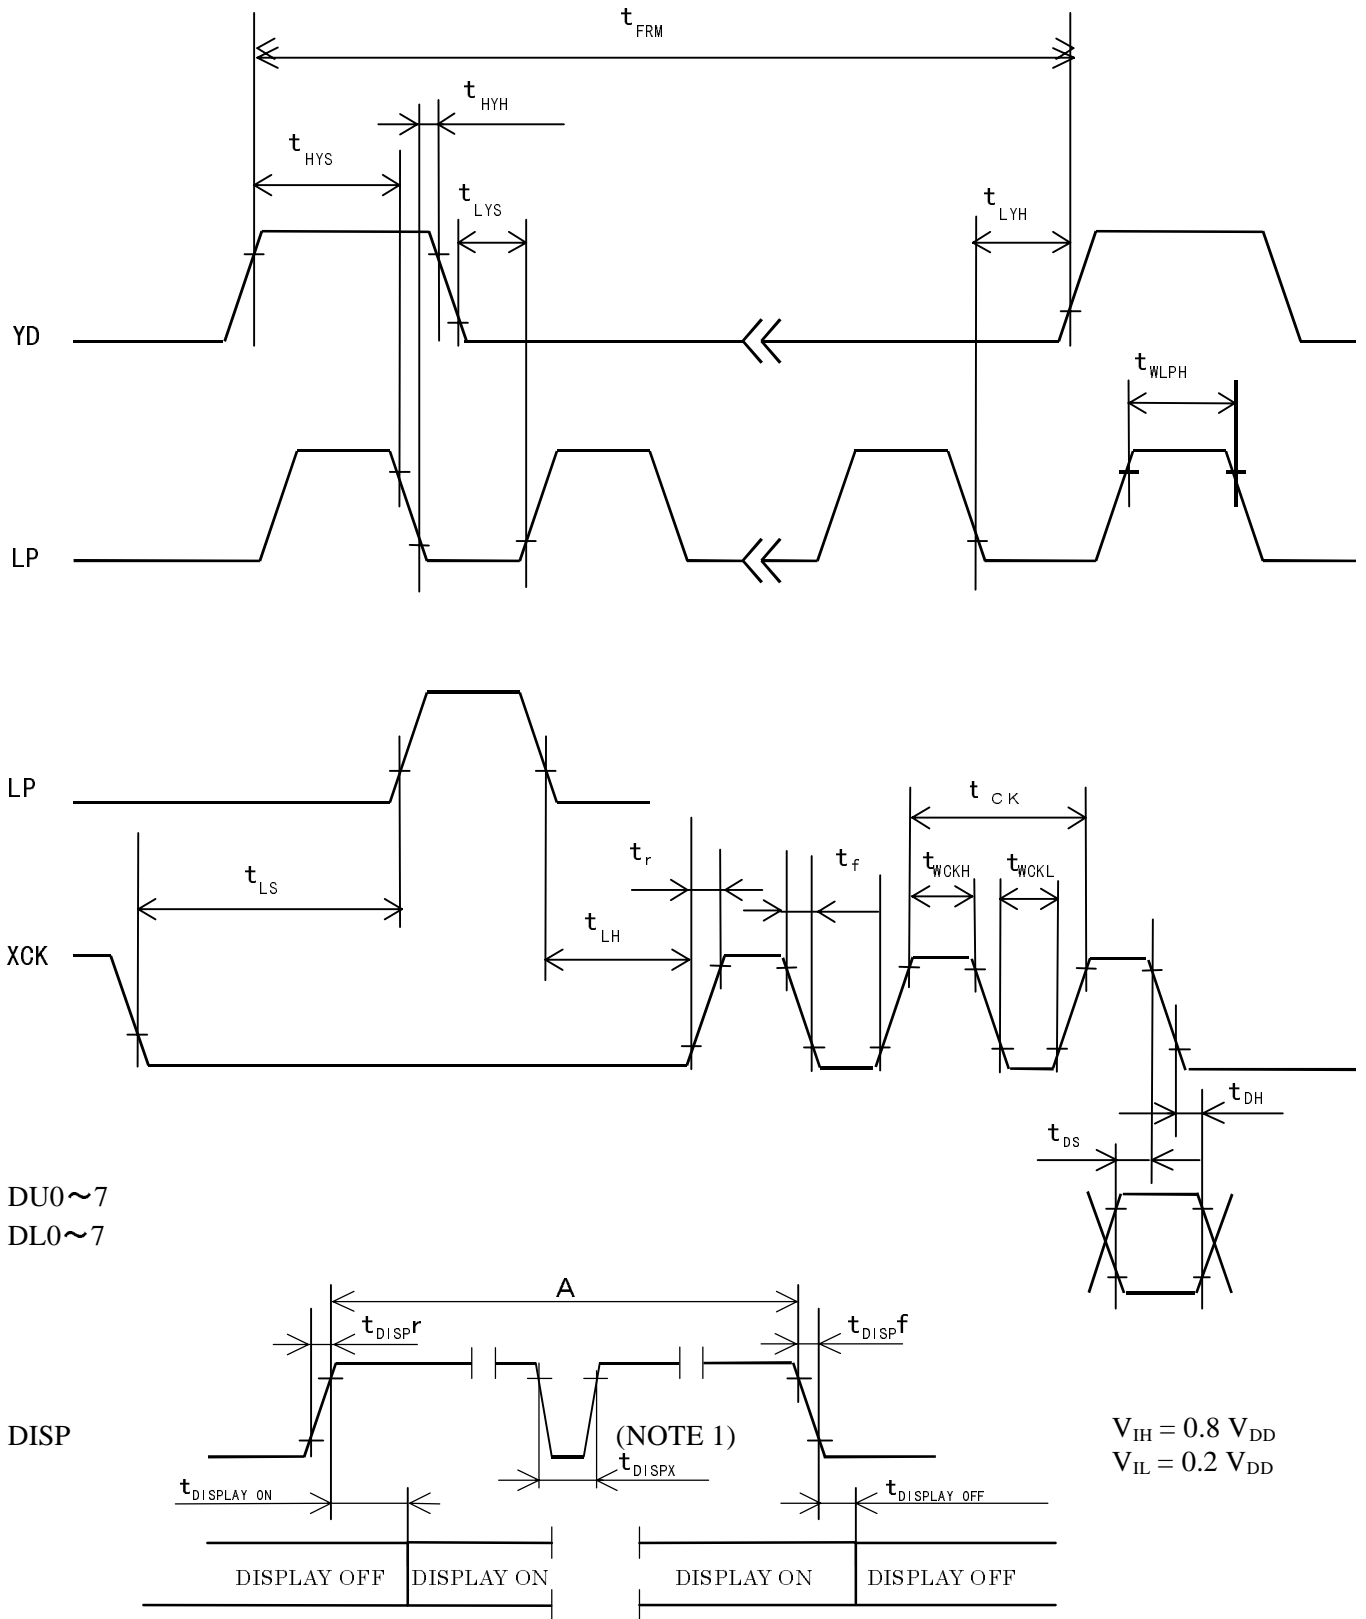 tFRM
tHYH
tHYS
tLYS
tLYH
YD
tWLPH
LP
LP
t CK
tr
tf
tWCKH
tWCKL
tLS
tLH
XCK
tDH
tDS
DU0～7
DL0～7
A
tDISPr
tDISPf
DISP
(NOTE 1)
VIH = 0.8 VDD
VIL = 0.2 VDD
tDISPX
tDISPLAY ON
tDISPLAY OFF
DISPLAY OFF
DISPLAY ON
DISPLAY ON
DISPLAY OFF